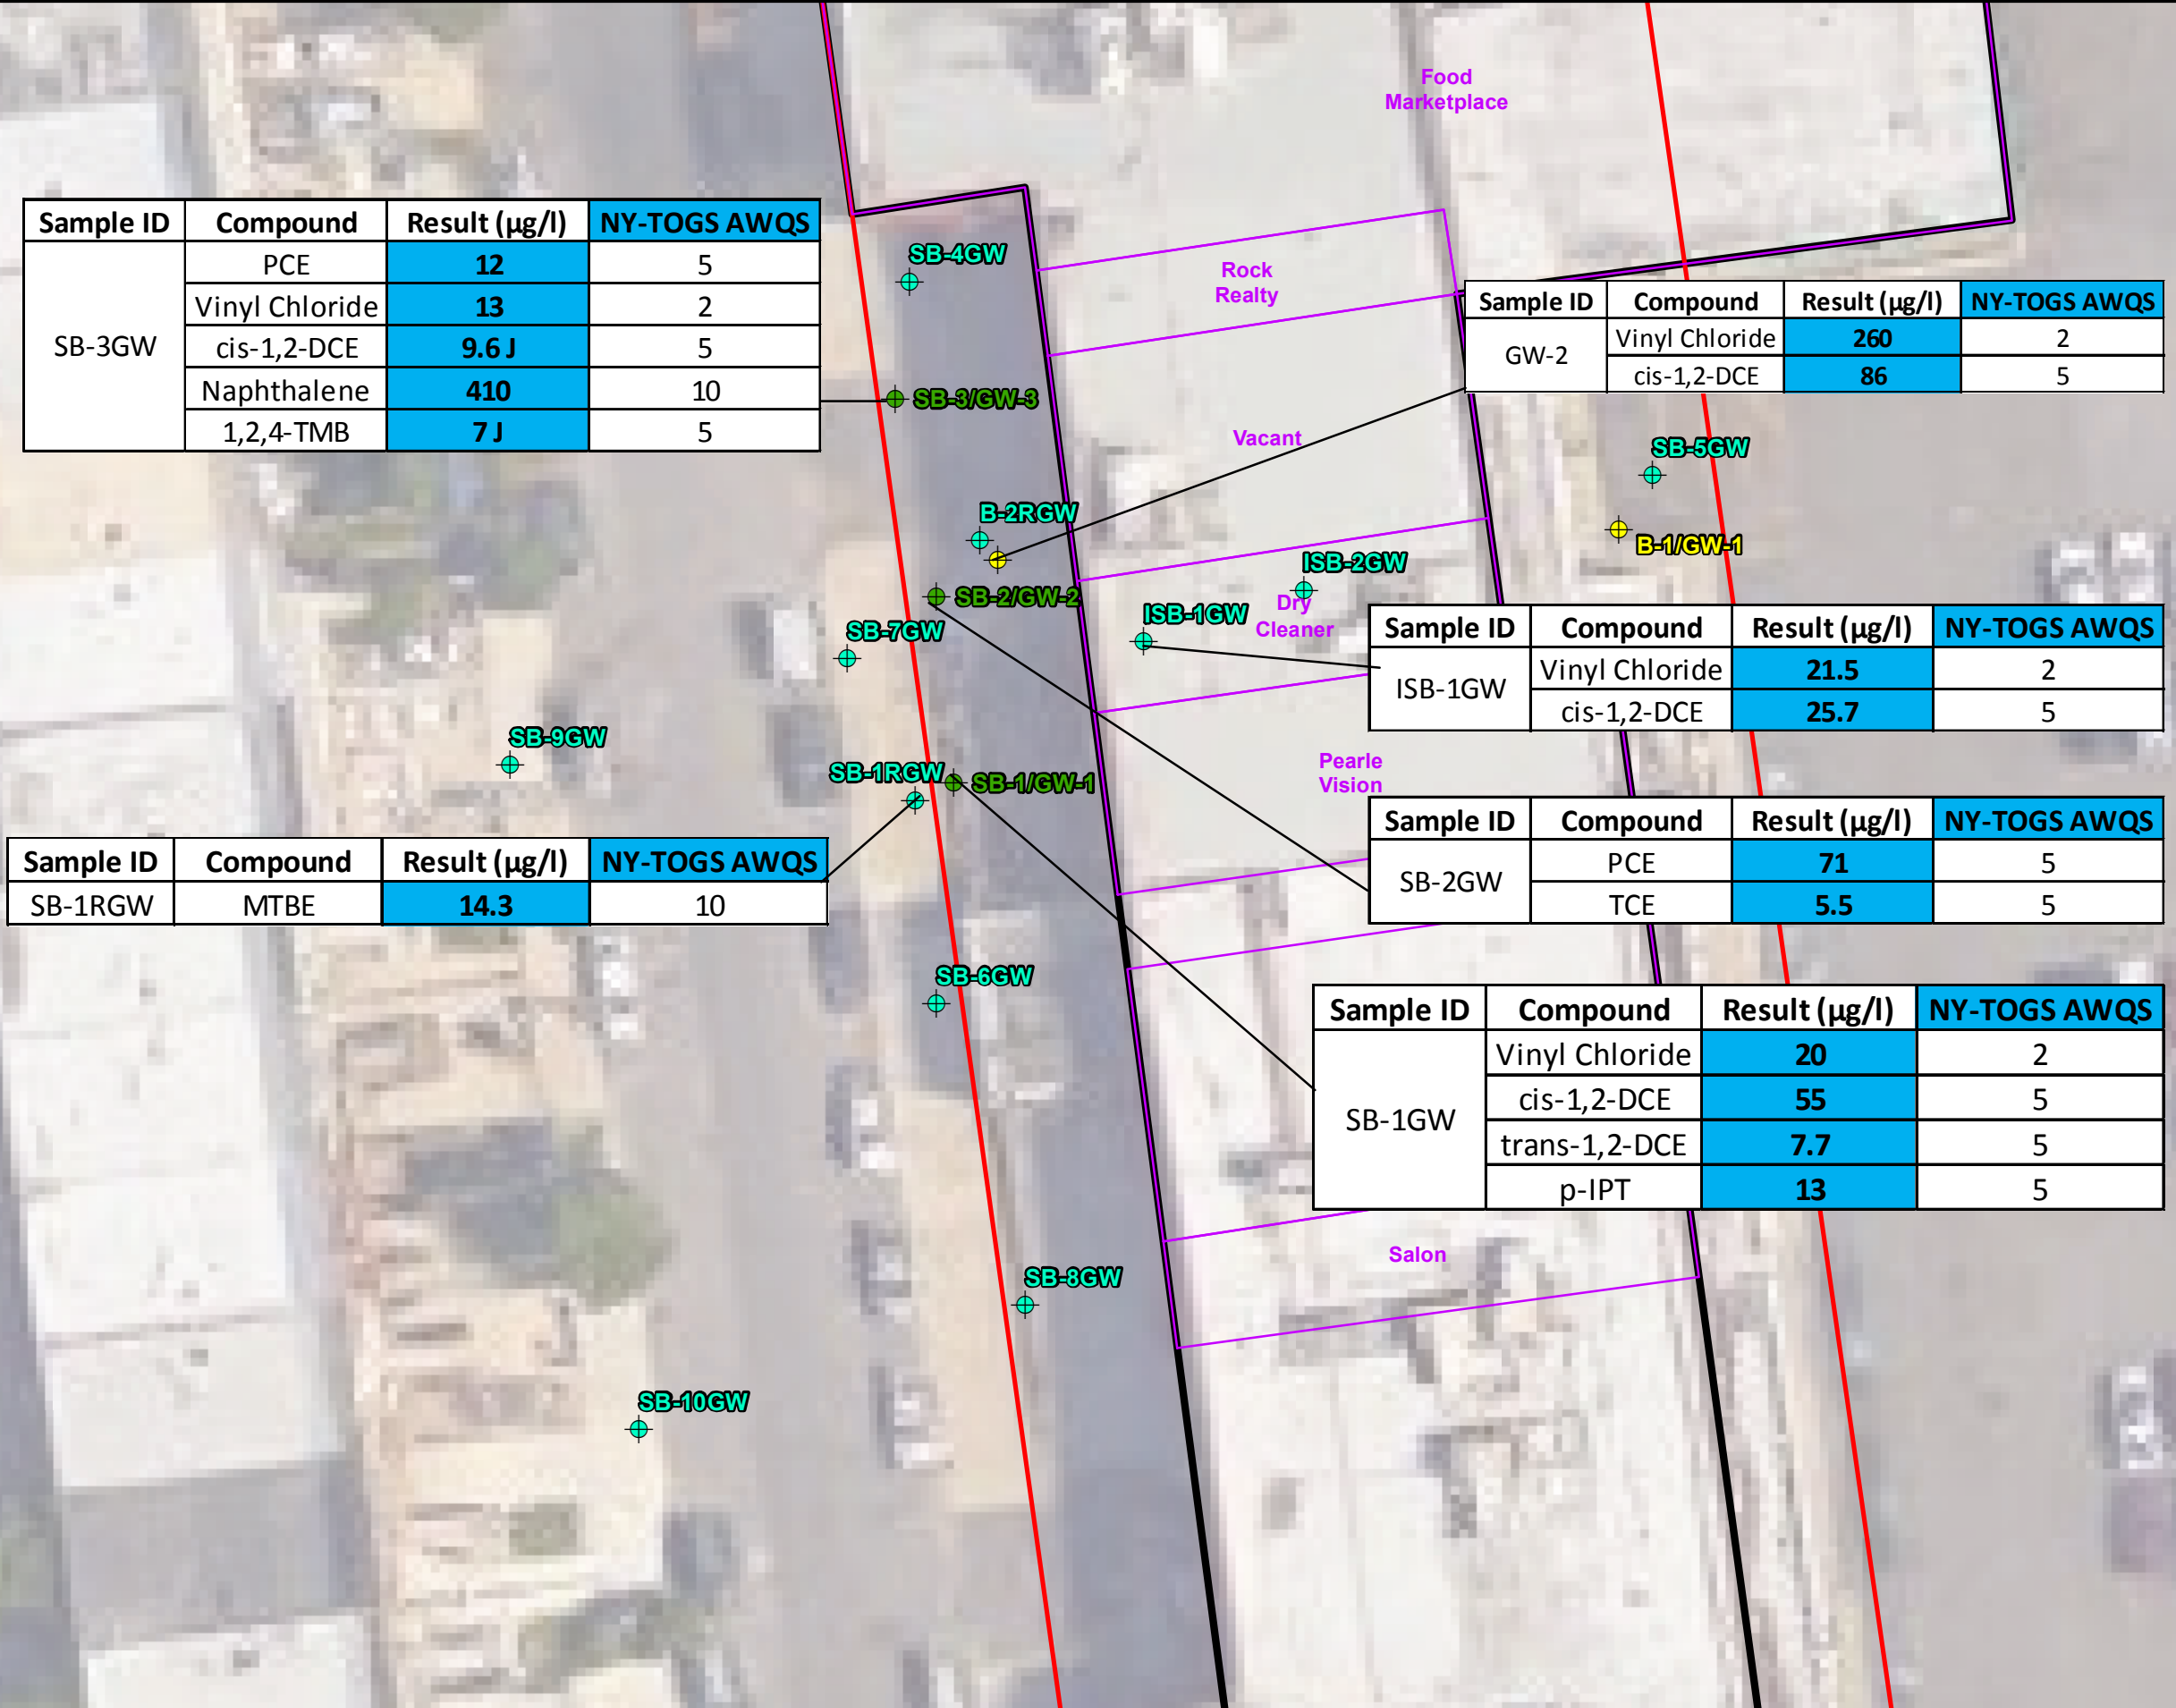 Food
Marketplace
Sample ID Compound Result (µg/l) NY-TOGS AWQS
SB-3GW
PCE 12 5
Vinyl Chloride 13 2
cis-1,2-DCE 9.6 J 5
Naphthalene 410 10
1,2,4-TMB 7 J 5
SB-4GW
Rock
Realty
Sample ID Compound Result (µg/l) NY-TOGS AWQS
GW-2
Vinyl Chloride 260 2
cis-1,2-DCE 86 5
SB-3/GW-3
Vacant
SB-5GW
B-2RGW
B-1/GW-1
ISB-2GW
SB-2/GW-2
Dry
Cleaner
ISB-1GW
SB-7GW
Sample ID Compound Result (µg/l) NY-TOGS AWQS
ISB-1GW
Vinyl Chloride 21.5 2
cis-1,2-DCE 25.7 5
SB-9GW
SB-1RGW
SB-1/GW-1
Pearle
Vision
Sample ID Compound Result (µg/l) NY-TOGS AWQS
SB-2GW
PCE 71 5
TCE 5.5 5
Sample ID Compound Result (µg/l) NY-TOGS AWQS
SB-1RGW MTBE 14.3 10
SB-6GW
Sample ID Compound Result (µg/l) NY-TOGS AWQS
SB-1GW
Vinyl Chloride 20 2
cis-1,2-DCE 55 5
trans-1,2-DCE 7.7 5
p-IPT 13 5
Salon
SB-8GW
SB-10GW